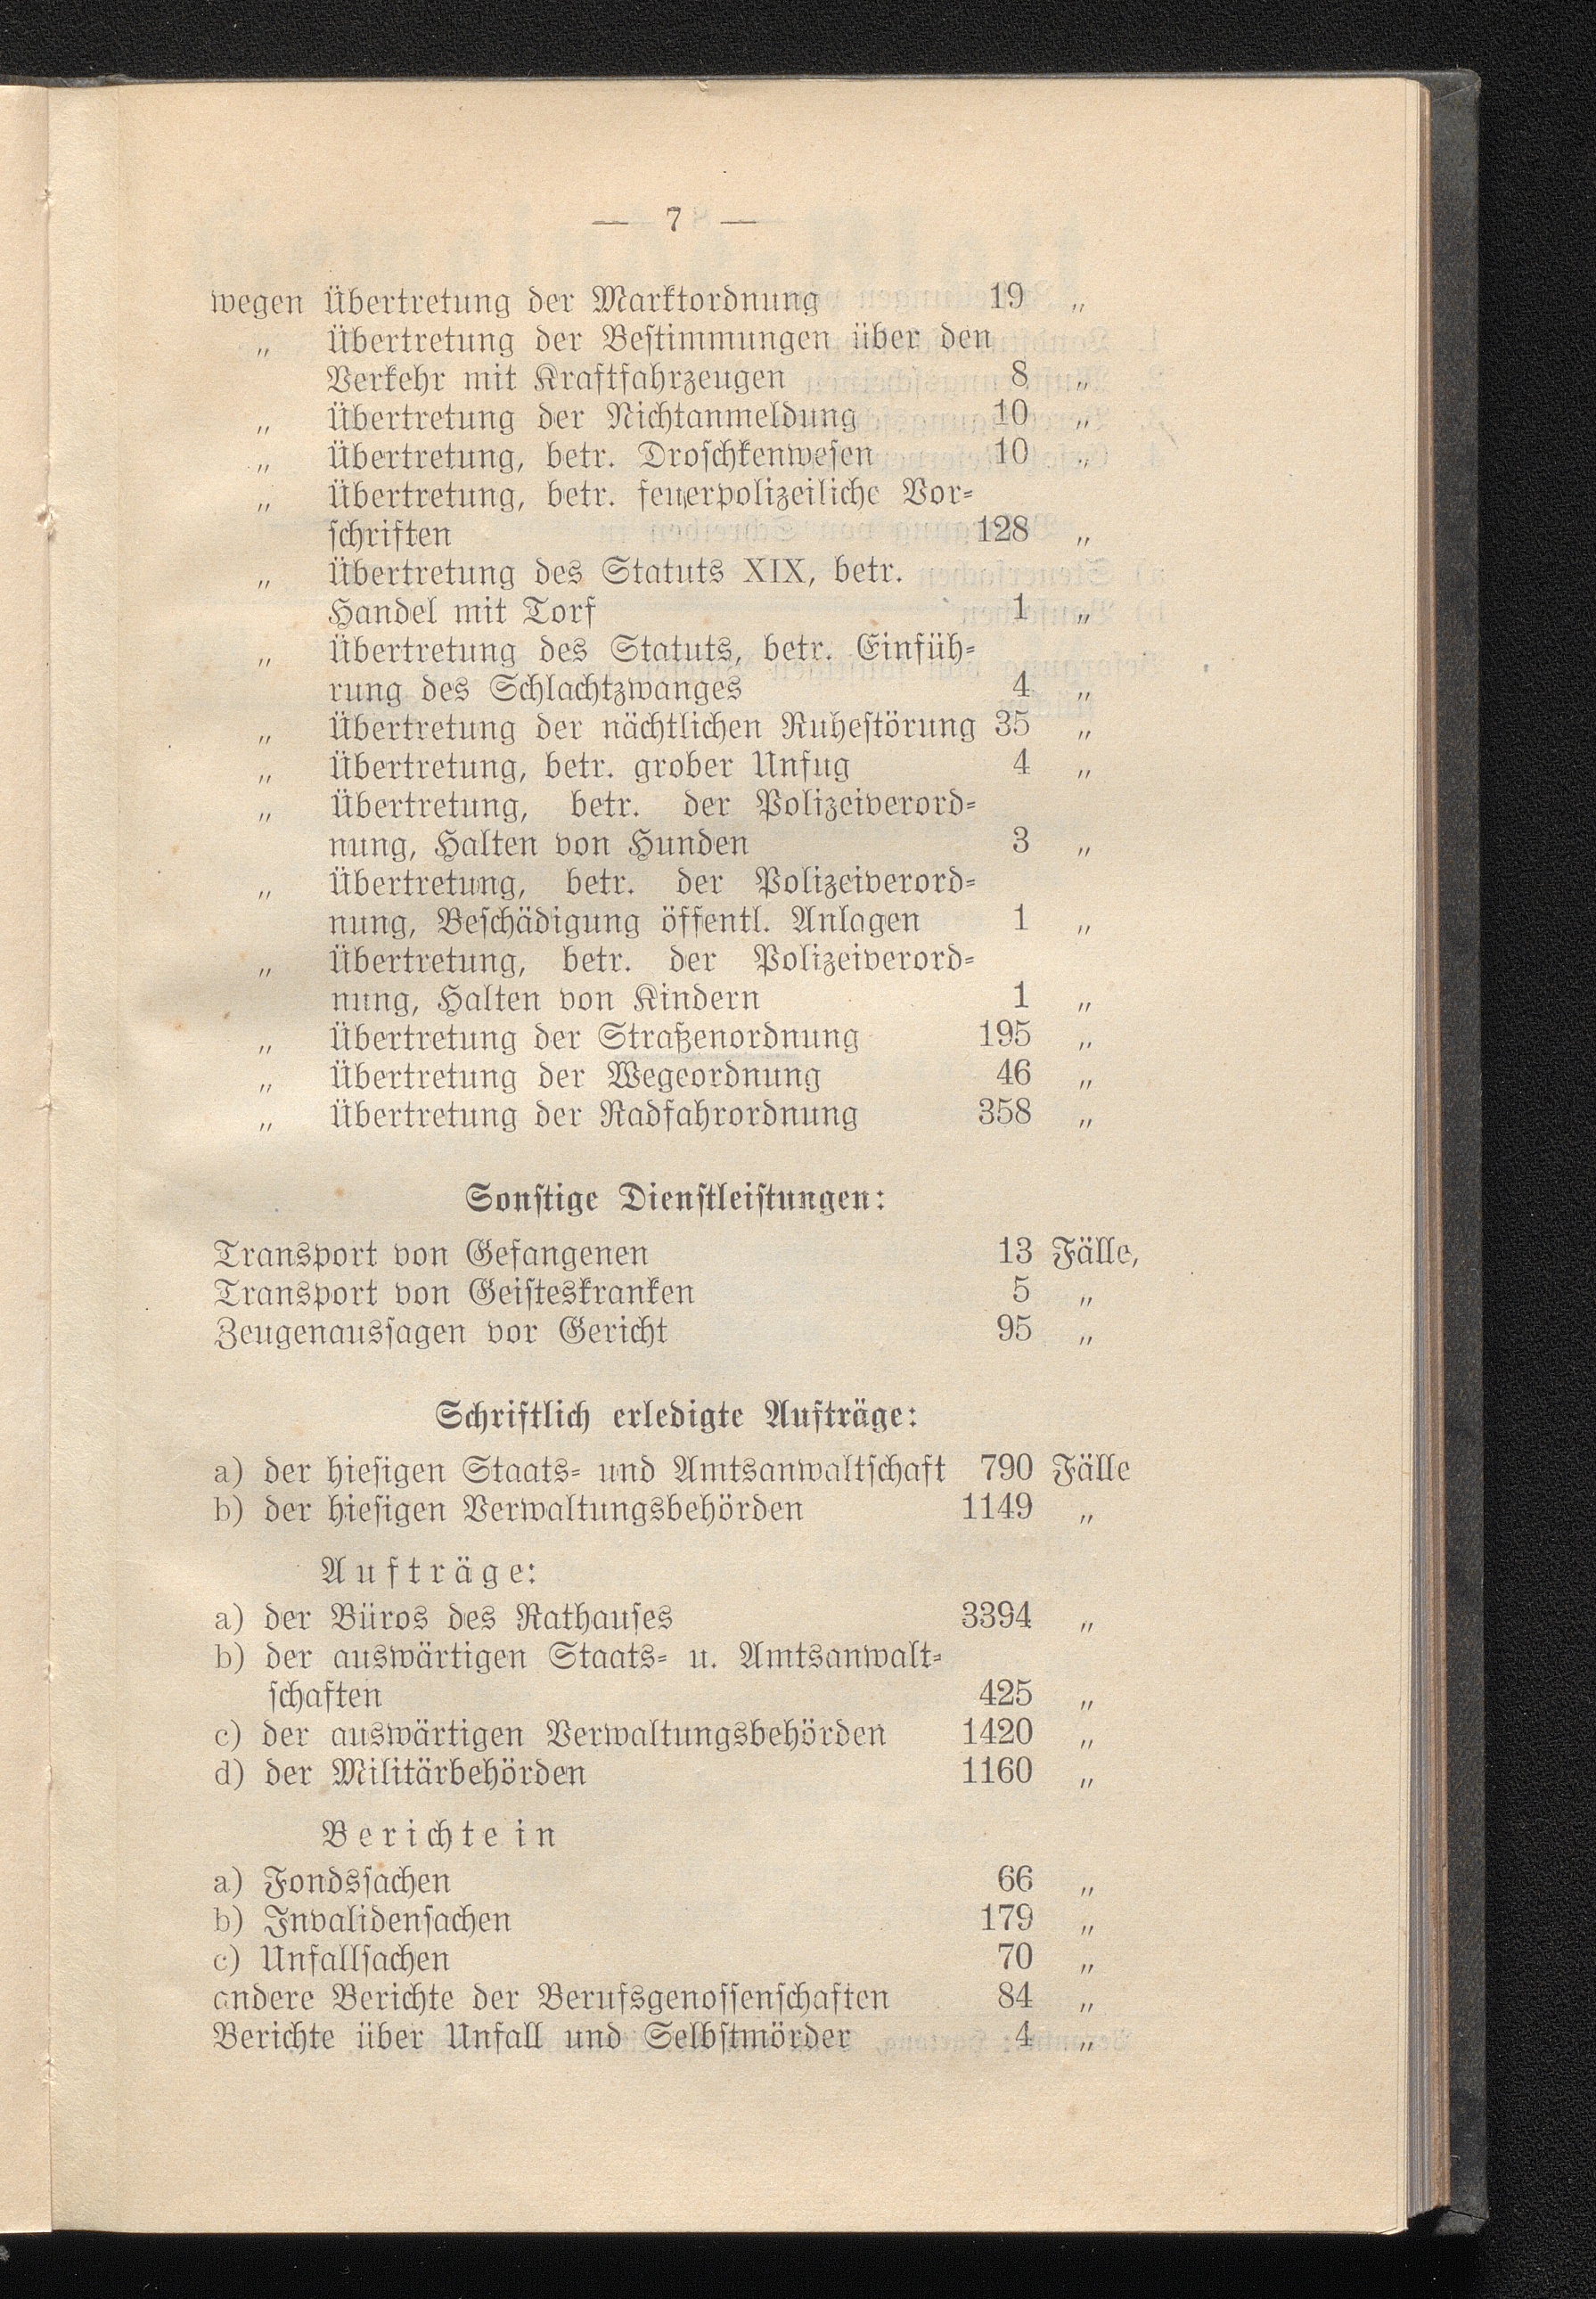 — 7 —
wegen Übertretung der Marktordnung 19 „
„ Übertretung der Bestimmungen über den
Verkehr mit Kraftfahrzeugen 8 „
„ Übertretung der Nichtanmeldung 10 „
„ Übertretung, betr. Droschkenwesen 10 „
„ Übertretung, betr. feuerpolizeiliche Vor-
schriften 128 „
„ Übertretung des Statuts XIX, betr.
Handel mit Torf 1 „
„ Übertretung des Statuts, betr. Einfüh-
rung des Schlachtzwanges 4 „
„ Übertretung der nächtlichen Ruhestörung 35 „
„ Übertretung, betr. grober Unfug 4 „
„ Übertretung, betr. der Polizeiverord-
nung, Halten von Hunden 3 „
„ Übertretung, betr. der Polizeiverord-
nung, Beschädigung öffentl. Anlagen 1 „
„ Übertretung, betr. der Polizeiverord-
nung, Halten von Kindern 1 „
„ Übertretung der Straßenordnung 195 „
„ Übertretung der Wegeordnung 46 „
„ Übertretung der Radfahrordnung 358 „
Sonstige Dienstleistungen:
Transport von Gefangenen 13 Fälle,
Transport von Geisteskranken 5 „
Zeugenaussagen vor Gericht 95 „
Schriftlich erledigte Aufträge:
a) der hiesigen Staats- und Amtsanwaltschaft 790 Fälle
b) der hiesigen Verwaltungsbehörden 1149 „
Aufträge:
a) der Büros des Rathauses 3394 „
b) der auswärtigen Staats- u. Amtsanwalt-
schaften 425 „
c) der auswärtigen Verwaltungsbehörden 1420 „
d) der Militärbehörden 1160 „
Berichte in
a) Fondssachen 66 „
b) Invalidensachen 179 „
c) Unfallsachen 70 „
andere Berichte der Berufsgenossenschaften 84 „
Berichte über Unfall und Selbstmörder 4 „